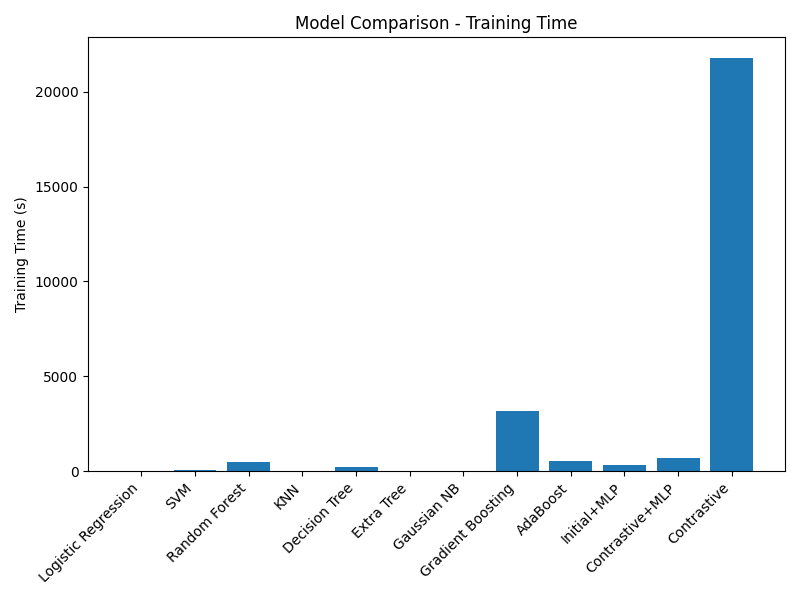 Model Comparison - Training Time
Training Time (s)
20000
15000
10000
5000
0
Logistic Regression
SVM
Random Forest
KNN
Decision Tree
Extra Tree
Gaussian NB
Gradient Boosting
AdaBoost
Initial+MLP
Contrastive+MLP
Contrastive